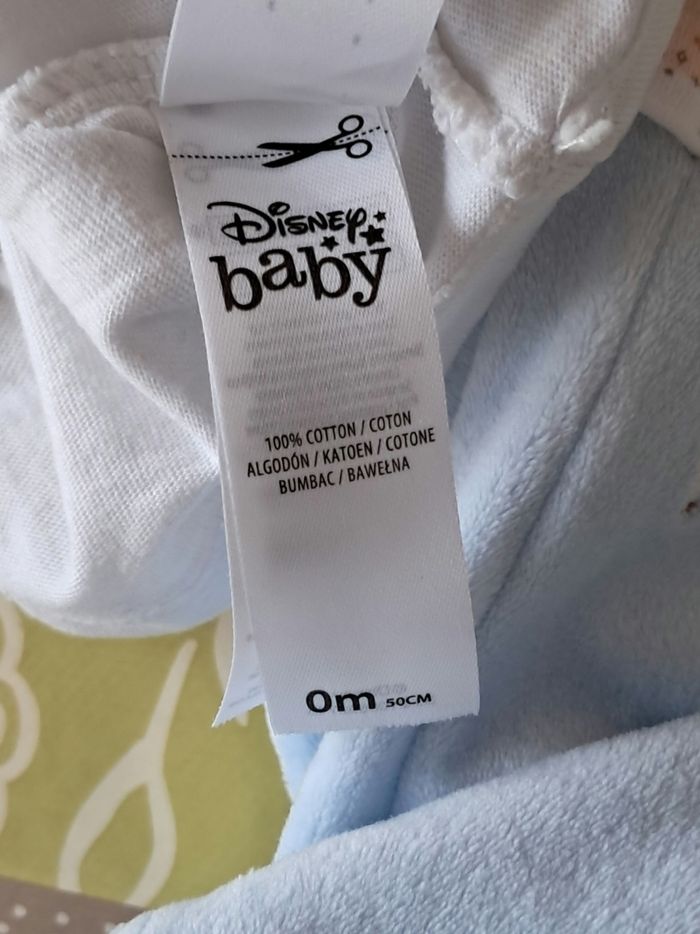 Disney
baby
100% COTTON / COTON
ALGODÓN / KATOEN / COTONE
BUMBAC / BAWEŁNA
0m 50CM